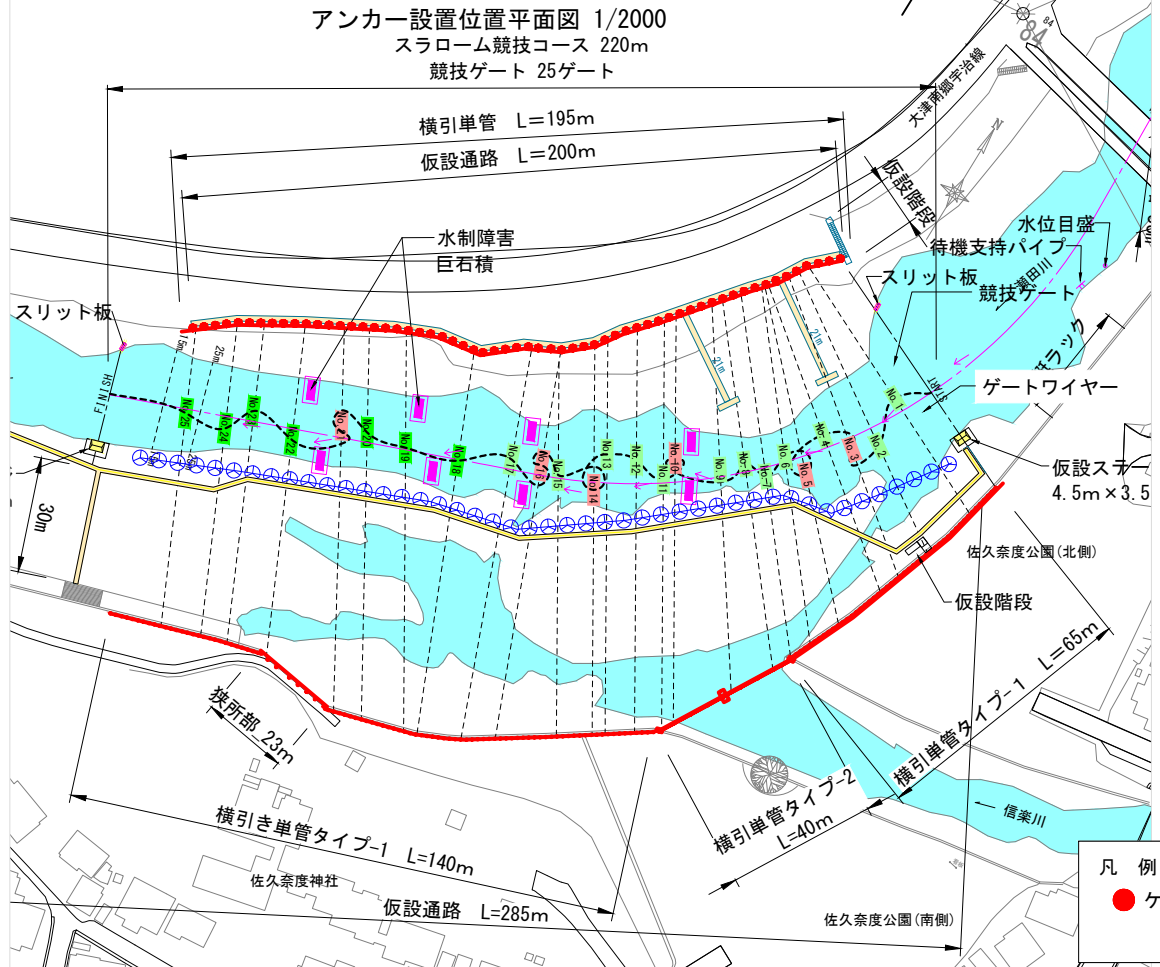 アンカー設置位置平面図 1/2000
スラローム競技コース 220m
競技ゲート 25ゲート
横引単管 L=195m
仮設通路 L=200m
大津南郷宇治線
84
84
N
仮設階段
水制障害
巨石積
水位目盛
待機支持パイプ
瀬田川
スリット板
競技ゲート
スリット板
ゲートワイヤー
START
FINISH
15m
25m
21m
21m
No.1
No.2
No.3
No.4
No.5
No.6
No.7
No.8
No.9
No.10
No.11
No.12
No.13
No.14
No.15
No.16
No.17
No.18
No.19
No.20
No.21
No.22
No.23
No.24
No.25
仮設ステー
4.5m×3.5
30m
佐久奈度公園(北側)
仮設階段
狭所部 23m
横引単管タイプ-1 L=65m
横引単管タイプ-2
L=40m
横引き単管タイプ-1 L=140m
信楽川
佐久奈度神社
仮設通路 L=285m
佐久奈度公園(南側)
凡 例